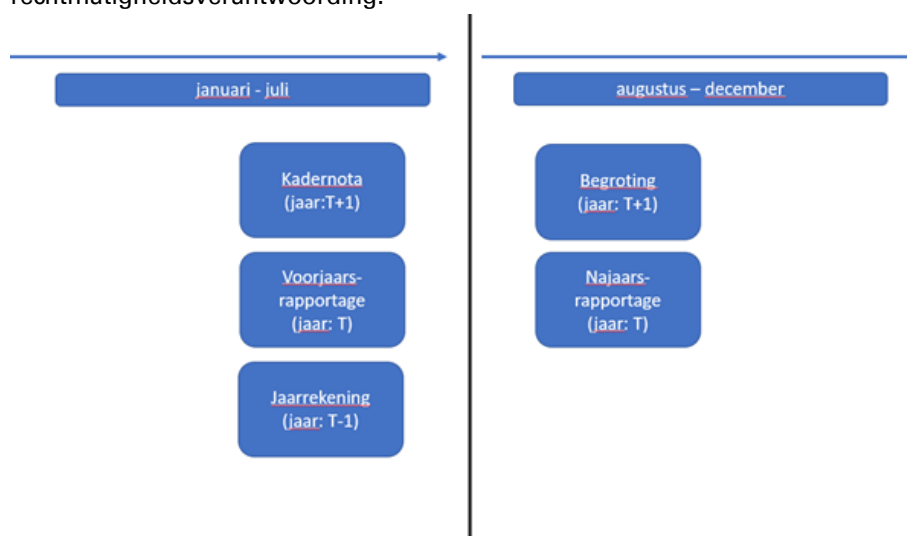 rechtmatigheidsverantwoording.
januari - juli
augustus – december
Kadernota
(jaar:T+1)
Voorjaars-
rapportage
(jaar: T)
Jaarrekening
(jaar: T-1)
Begroting
(jaar: T+1)
Najaars-
rapportage
(jaar: T)